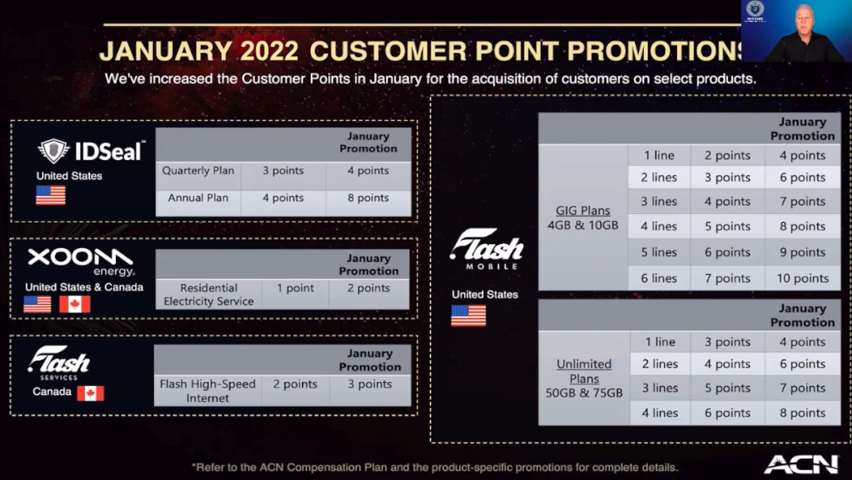 JANUARY 2022 CUSTOMER POINT PROMOTIONS
We've increased the Customer Points in January for the acquisition of customers on select products.
IDSeal
United States
January Promotion
Quarterly Plan 3 points 4 points
Annual Plan 4 points 8 points
XOOM energy
United States & Canada
January Promotion
Residential Electricity Service 1 point 2 points
Flash SERVICES
Canada
January Promotion
Flash High-Speed Internet 2 points 3 points
Flash MOBILE
United States
January Promotion
GIG Plans
4GB & 10GB
1 line 2 points 4 points
2 lines 3 points 6 points
3 lines 4 points 7 points
4 lines 5 points 8 points
5 lines 6 points 9 points
6 lines 7 points 10 points
January Promotion
Unlimited Plans
50GB & 75GB
1 line 3 points 4 points
2 lines 4 points 6 points
3 lines 5 points 7 points
4 lines 6 points 8 points
*Refer to the ACN Compensation Plan and the product-specific promotions for complete details.
ACN